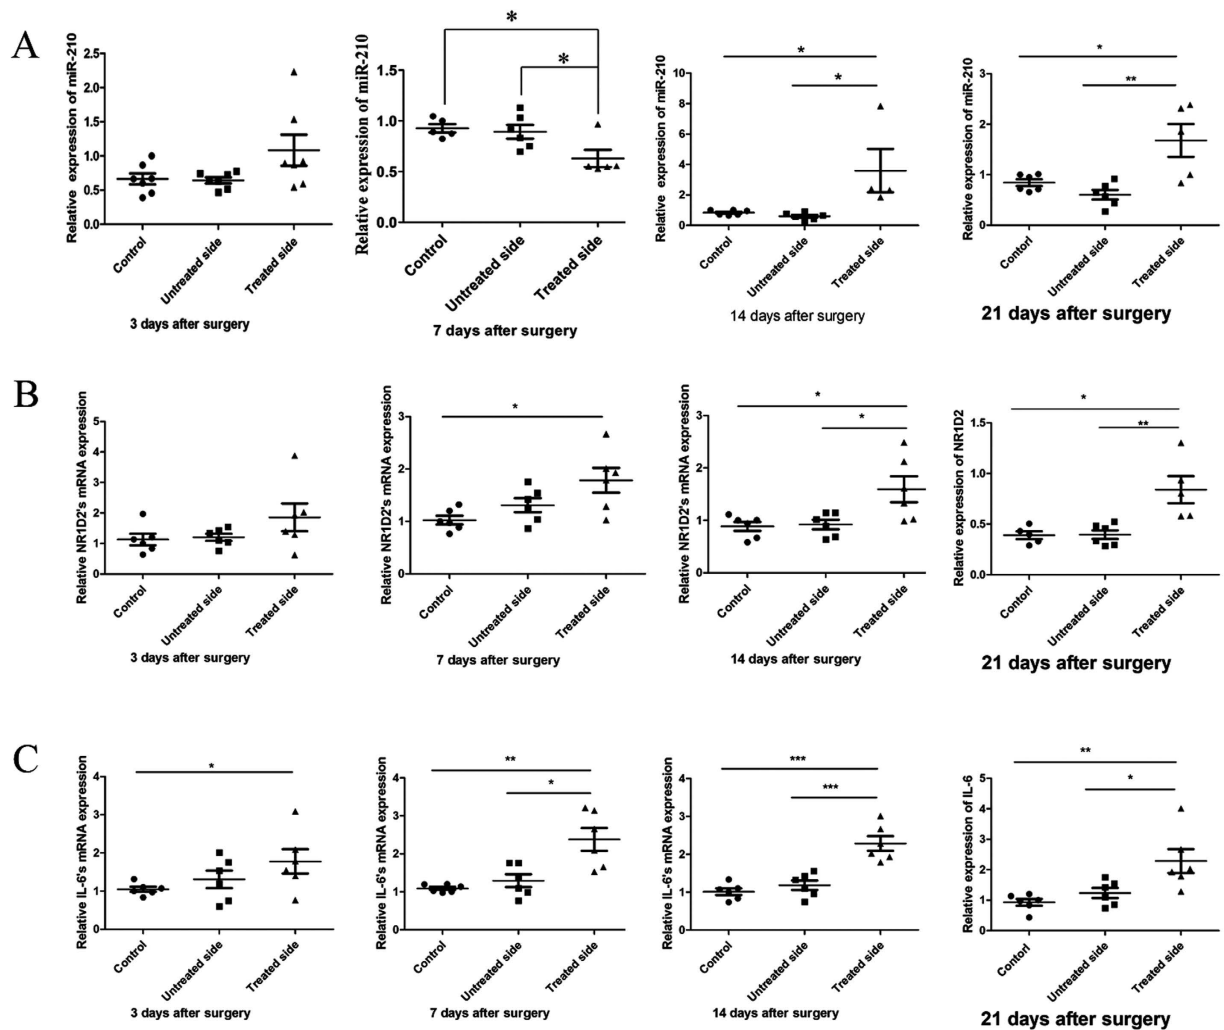 A
Relative expression of miR-210
2.5
2.0
1.5
1.0
0.5
0.0
Control
Untreated side
Treated side
3 days after surgery
*
*
Relative expression of miR-210
1.5
1.0
0.5
0.0
Control
Untreated side
Treated side
7 days after surgery
*
*
Relative expression of miR-210
10
8
6
4
2
0
Control
Untreated side
Treated side
14 days after surgery
*
**
Relative expression of miR-210
3
2
1
0
Contorl
Untreated side
Treated side
21 days after surgery
B
Relative NR1D2's mRNA expression
5
4
3
2
1
0
Control
Untreated side
Treated side
3 days after surgery
*
Relative NR1D2's mRNA expression
3
2
1
0
Control
Untreated side
Treated side
7 days after surgery
*
*
Relative NR1D2's mRNA expression
3
2
1
0
Control
Untreated side
Treated side
14 days after surgery
*
**
Relative expression of NR1D2
1.5
1.0
0.5
0.0
Contorl
Untreated side
Treated side
21 days after surgery
C
*
Relative IL-6's mRNA expression
4
3
2
1
0
Control
Untreated side
Treated side
3 days after surgery
**
*
Relative IL-6's mRNA expression
4
3
2
1
0
Control
Untreated side
Treated side
7 days after surgery
***
***
Relative IL-6's mRNA expression
4
3
2
1
0
Control
Untreated side
Treated side
14 days after surgery
**
*
Relative expression of IL-6
5
4
3
2
1
0
Contorl
Untreated side
Treated side
21 days after surgery